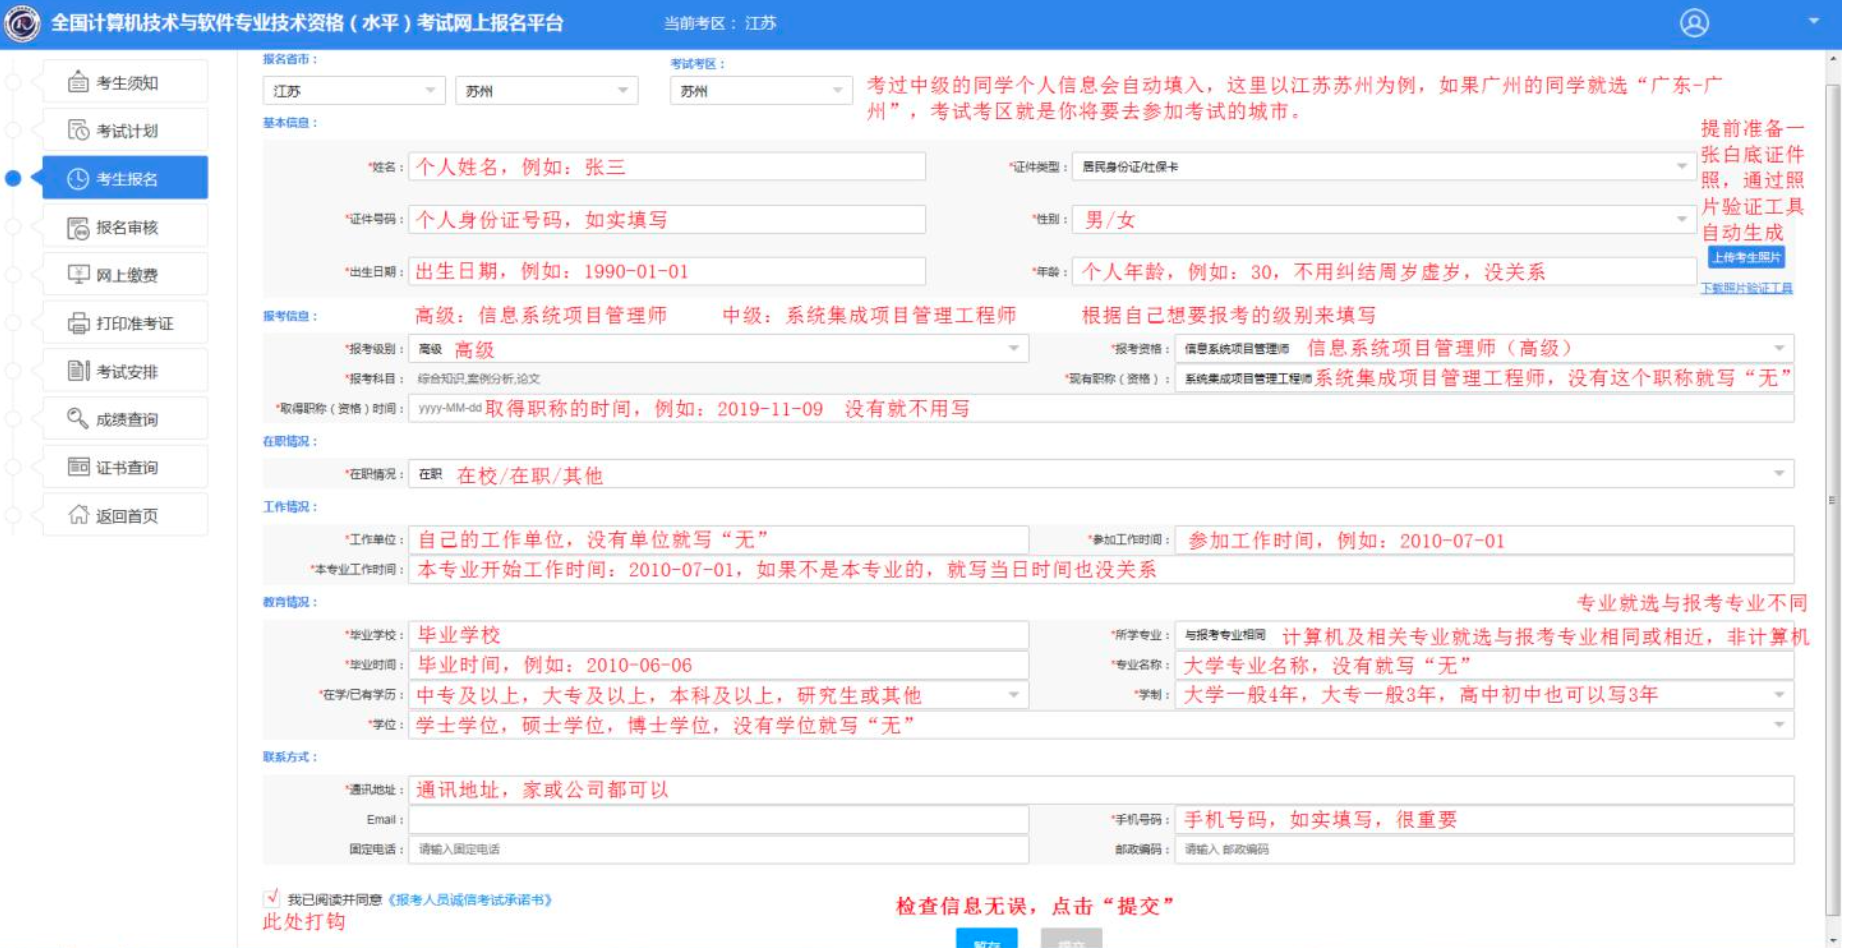 全国计算机技术与软件专业技术资格（水平）考试网上报名平台 当前考区：江苏
考生须知
考试计划
考生报名
报名审核
网上缴费
打印准考证
考试安排
成绩查询
证书查询
返回首页
报名省市： 考试考区：
江苏 苏州 苏州
考过中级的同学个人信息会自动填入，这里以江苏苏州为例，如果广州的同学就选“广东-广
州”，考试考区就是你将要去参加考试的城市。
基本信息：
提前准备一
张白底证件
照，通过照
片验证工具
自动生成
上传考生照片
下载照片验证工具
*姓名： 个人姓名，例如：张三 *证件类型： 居民身份证/社保卡
*证件号码： 个人身份证号码，如实填写 *性别： 男/女
*出生日期： 出生日期，例如：1990-01-01 *年龄： 个人年龄，例如：30，不用纠结周岁虚岁，没关系
报考信息： 高级：信息系统项目管理师 中级：系统集成项目管理工程师 根据自己想要报考的级别来填写
*报考级别： 高级 高级 *报考资格： 信息系统项目管理师 信息系统项目管理师（高级）
*报考科目： 综合知识,案例分析,论文 *现有职称（资格）： 系统集成项目管理工程师 系统集成项目管理工程师，没有这个职称就写“无”
*取得职称（资格）时间： yyyy-MM-dd 取得职称的时间，例如：2019-11-09 没有就不用写
在职情况：
*在职情况： 在职 在校/在职/其他
工作情况：
*工作单位： 自己的工作单位，没有单位就写“无” *参加工作时间： 参加工作时间，例如：2010-07-01
*本专业工作时间： 本专业开始工作时间：2010-07-01，如果不是本专业的，就写当日时间也没关系
教育情况： 专业就选与报考专业不同
*毕业学校： 毕业学校 *所学专业： 与报考专业相同 计算机及相关专业就选与报考专业相同或相近，非计算机
*毕业时间： 毕业时间，例如：2010-06-06 *专业名称： 大学专业名称，没有就写“无”
*在学/已有学历： 中专及以上，大专及以上，本科及以上，研究生或其他 *学制： 大学一般4年，大专一般3年，高中初中也可以写3年
*学位： 学士学位，硕士学位，博士学位，没有学位就写“无”
联系方式：
*通讯地址： 通讯地址，家或公司都可以
Email： *手机号码： 手机号码，如实填写，很重要
固定电话： 请输入固定电话 邮政编码： 请输入 邮政编码
√ 我已阅读并同意《报考人员诚信考试承诺书》
此处打钩
检查信息无误，点击“提交”
暂存 提交